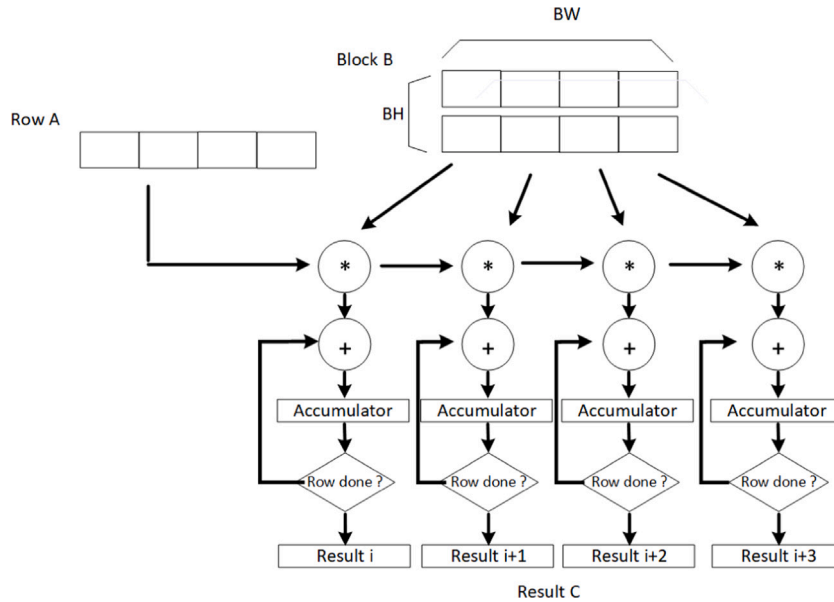 BW
Block B
BH
Row A
* * * *
+ + + +
Accumulator Accumulator Accumulator Accumulator
Row done ? Row done ? Row done ? Row done ?
Result i Result i+1 Result i+2 Result i+3
Result C